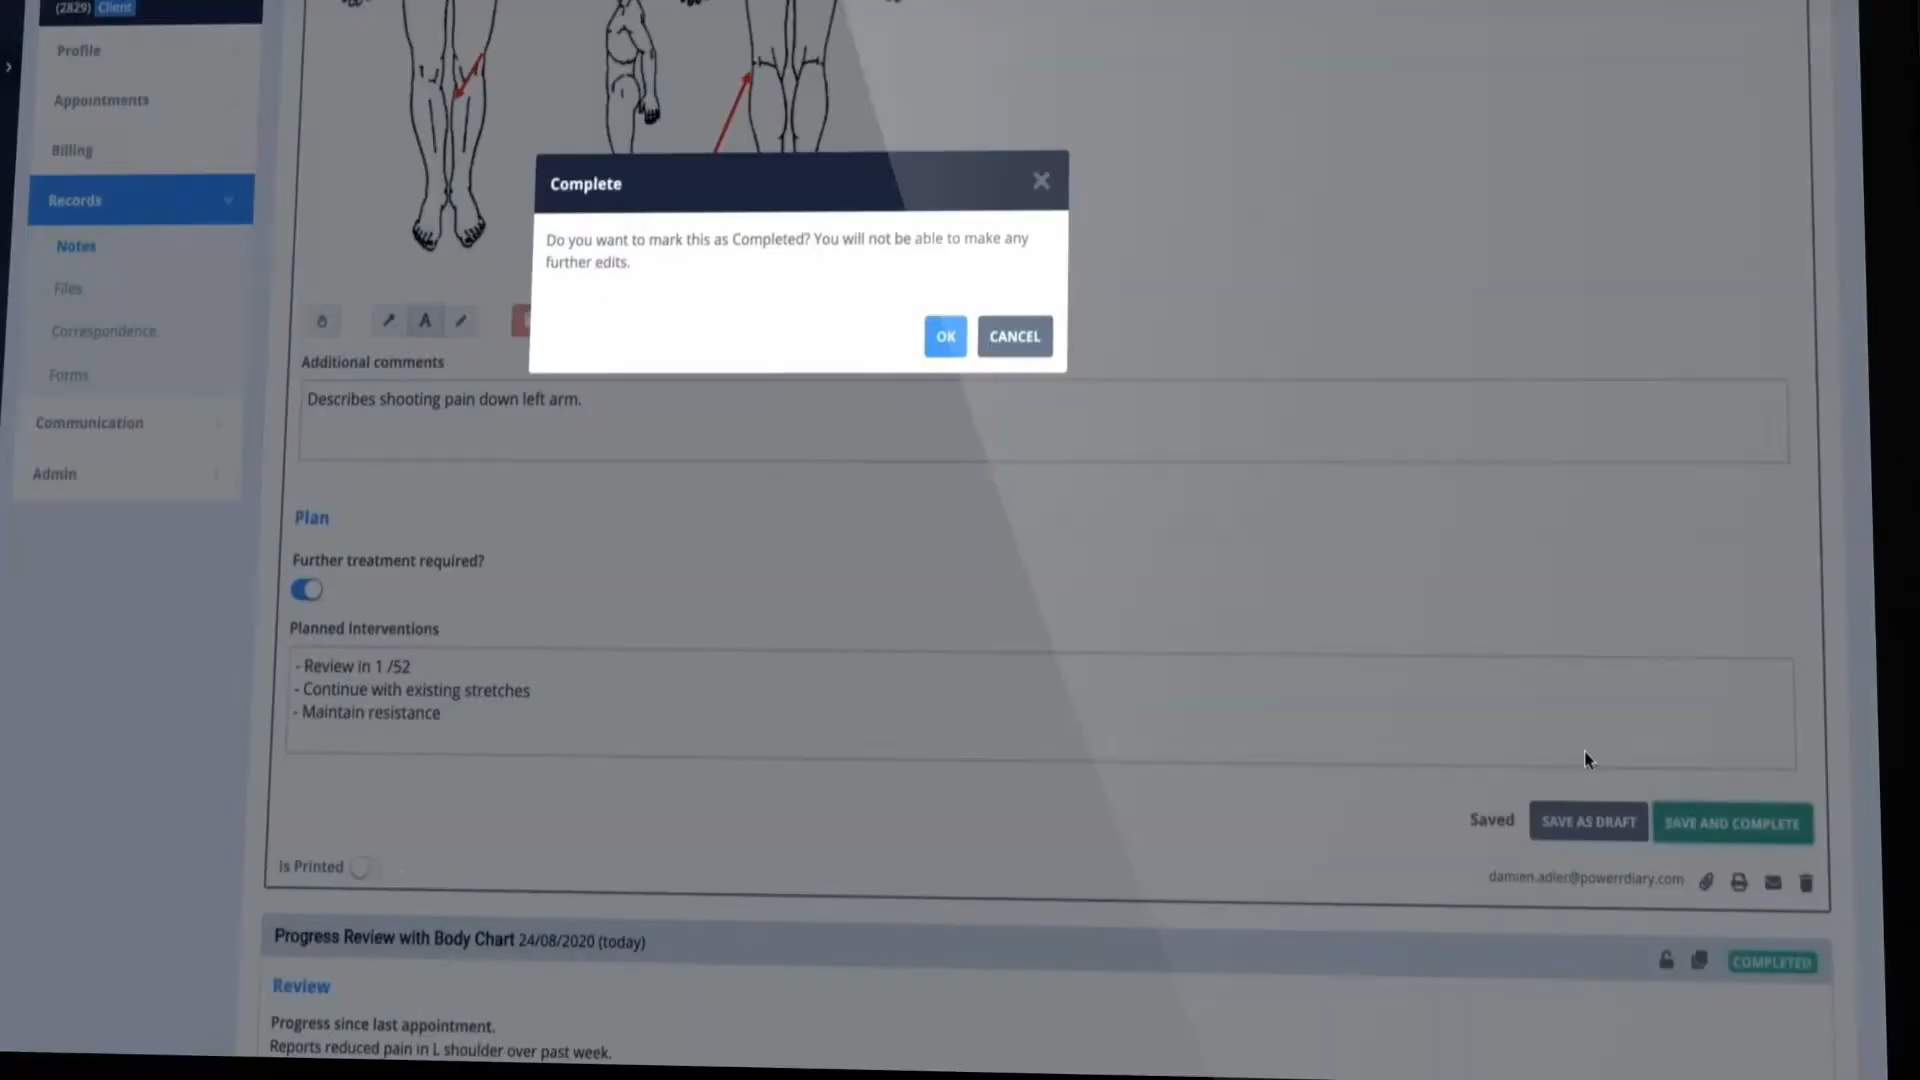 (2829) Client
Profile
Appointments
Billing
Records
Notes
Files
Correspondence
Forms
Communication
Admin
Complete
Do you want to mark this as Completed? You will not be able to make any
further edits.
OK CANCEL
A
Additional comments
Describes shooting pain down left arm.
Plan
Further treatment required?
Planned Interventions
- Review in 1 /52
- Continue with existing stretches
- Maintain resistance
Saved SAVE AS DRAFT SAVE AND COMPLETE
Is Printed
damien.adler@powerrdiary.com
Progress Review with Body Chart 24/08/2020 (today)
COMPLETED
Review
Progress since last appointment.
Reports reduced pain in L shoulder over past week.